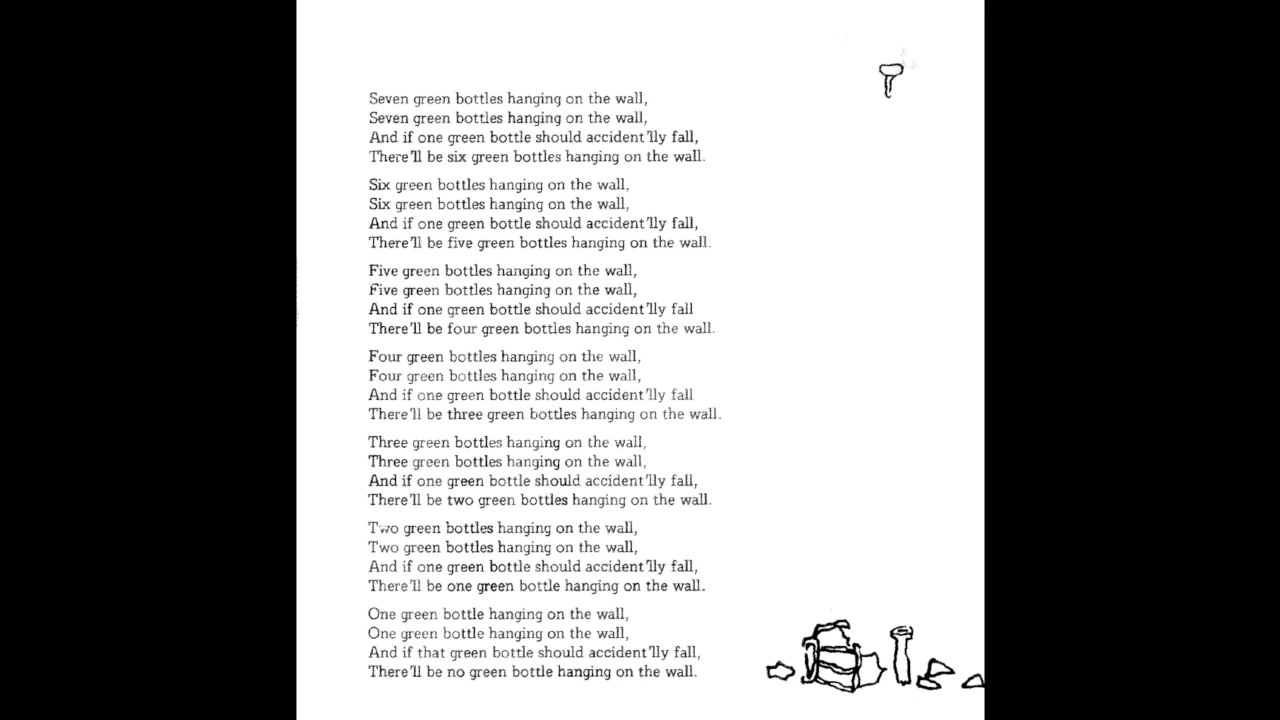 Seven green bottles hanging on the wall,
Seven green bottles hanging on the wall,
And if one green bottle should accident'lly fall,
There'll be six green bottles hanging on the wall.
Six green bottles hanging on the wall,
Six green bottles hanging on the wall,
And if one green bottle should accident'lly fall,
There'll be five green bottles hanging on the wall.
Five green bottles hanging on the wall,
Five green bottles hanging on the wall,
And if one green bottle should accident'lly fall
There'll be four green bottles hanging on the wall.
Four green bottles hanging on the wall,
Four green bottles hanging on the wall,
And if one green bottle should accident'lly fall
There'll be three green bottles hanging on the wall.
Three green bottles hanging on the wall,
Three green bottles hanging on the wall,
And if one green bottle should accident'lly fall,
There'll be two green bottles hanging on the wall.
Two green bottles hanging on the wall,
Two green bottles hanging on the wall,
And if one green bottle should accident'lly fall,
There'll be one green bottle hanging on the wall.
One green bottle hanging on the wall,
One green bottle hanging on the wall,
And if that green bottle should accident'lly fall,
There'll be no green bottle hanging on the wall.